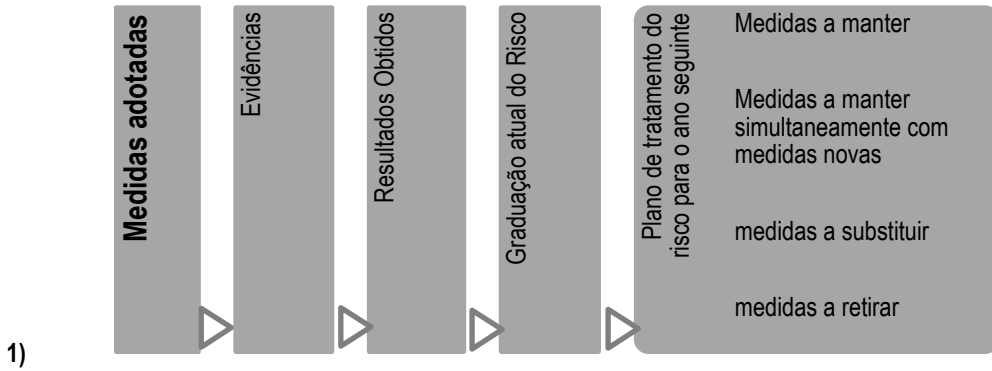 Medidas adotadas
Evidências
Resultados Obtidos
Graduação atual do Risco
Plano de tratamento do
risco para o ano seguinte
Medidas a manter
Medidas a manter
simultaneamente com
medidas novas
medidas a substituir
medidas a retirar
1)